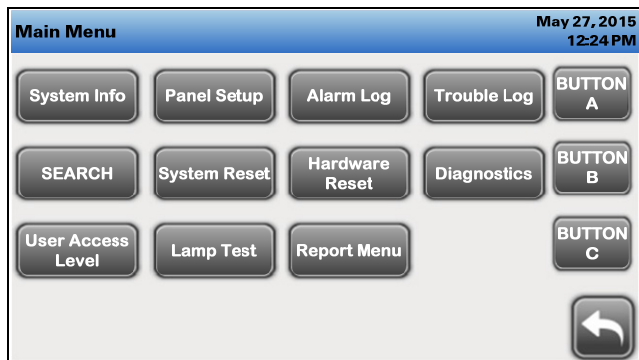 Main Menu
May 27, 2015
12:24 PM
System Info
Panel Setup
Alarm Log
Trouble Log
BUTTON
A
SEARCH
System Reset
Hardware
Reset
Diagnostics
BUTTON
B
User Access
Level
Lamp Test
Report Menu
BUTTON
C